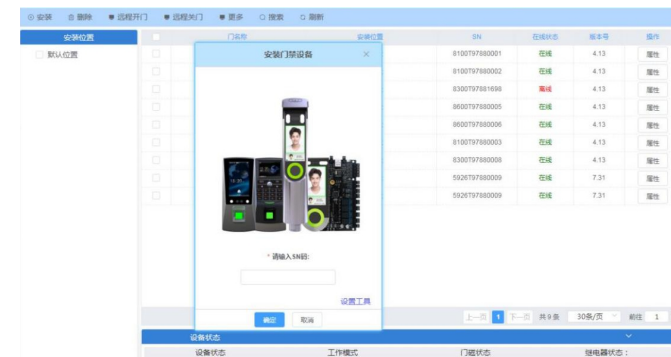 安装 删除 远程开门 远程关门 更多 搜索 刷新
安装位置 门名称 安装位置 SN 在线状态 版本号 操作
默认位置
安装门禁设备 ×
8100T97880001 在线 4.13 属性
8100T97880002 在线 4.13 属性
8300T97881698 离线 4.13 属性
8600T97880005 在线 4.13 属性
8600T97880006 在线 4.13 属性
8100T97880003 在线 4.13 属性
8300T97880008 在线 4.13 属性
5926T97880009 在线 7.31 属性
5926T97880009 在线 7.31 属性
* 请输入SN码:
设置工具
确定 取消
上一页 1 下一页 共9条 30条/页 前往 1
设备状态
设备状态 工作模式 门磁状态 继电器状态：